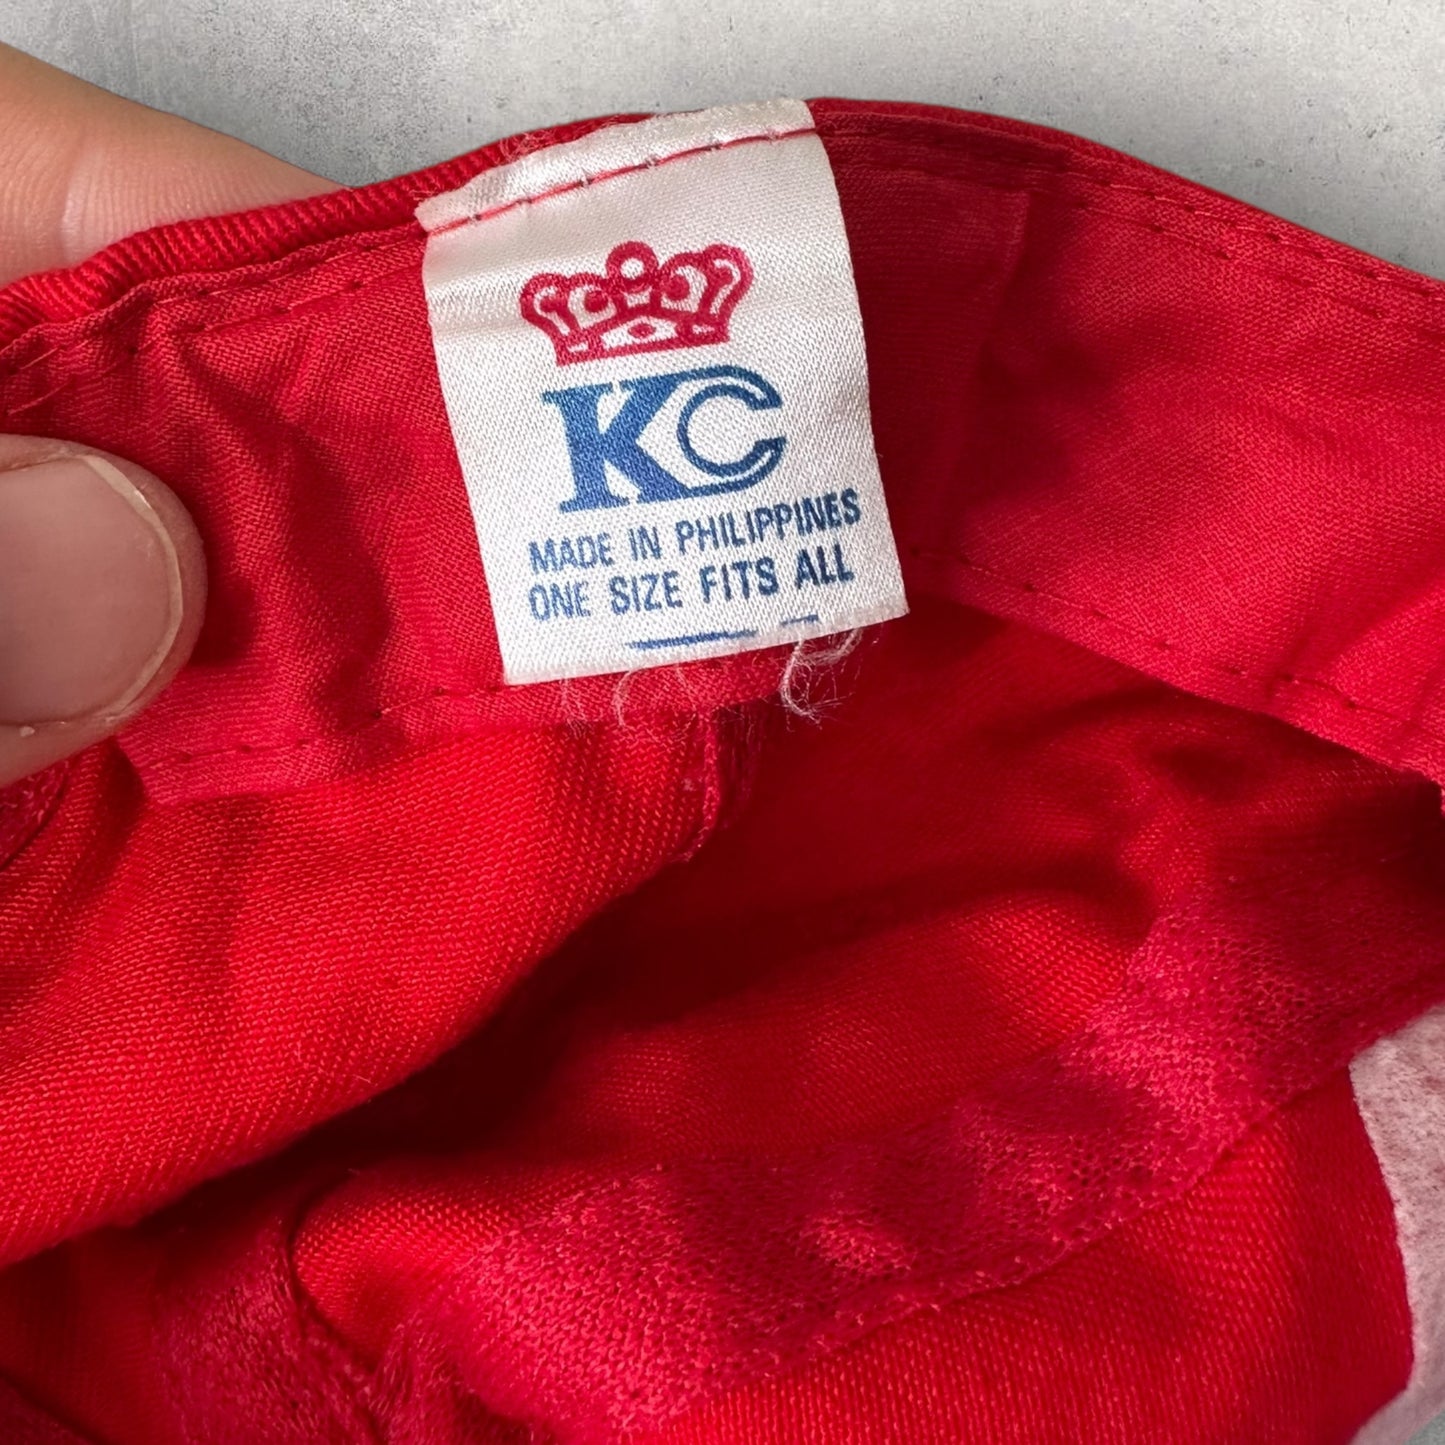 KC
MADE IN PHILIPPINES
ONE SIZE FITS ALL